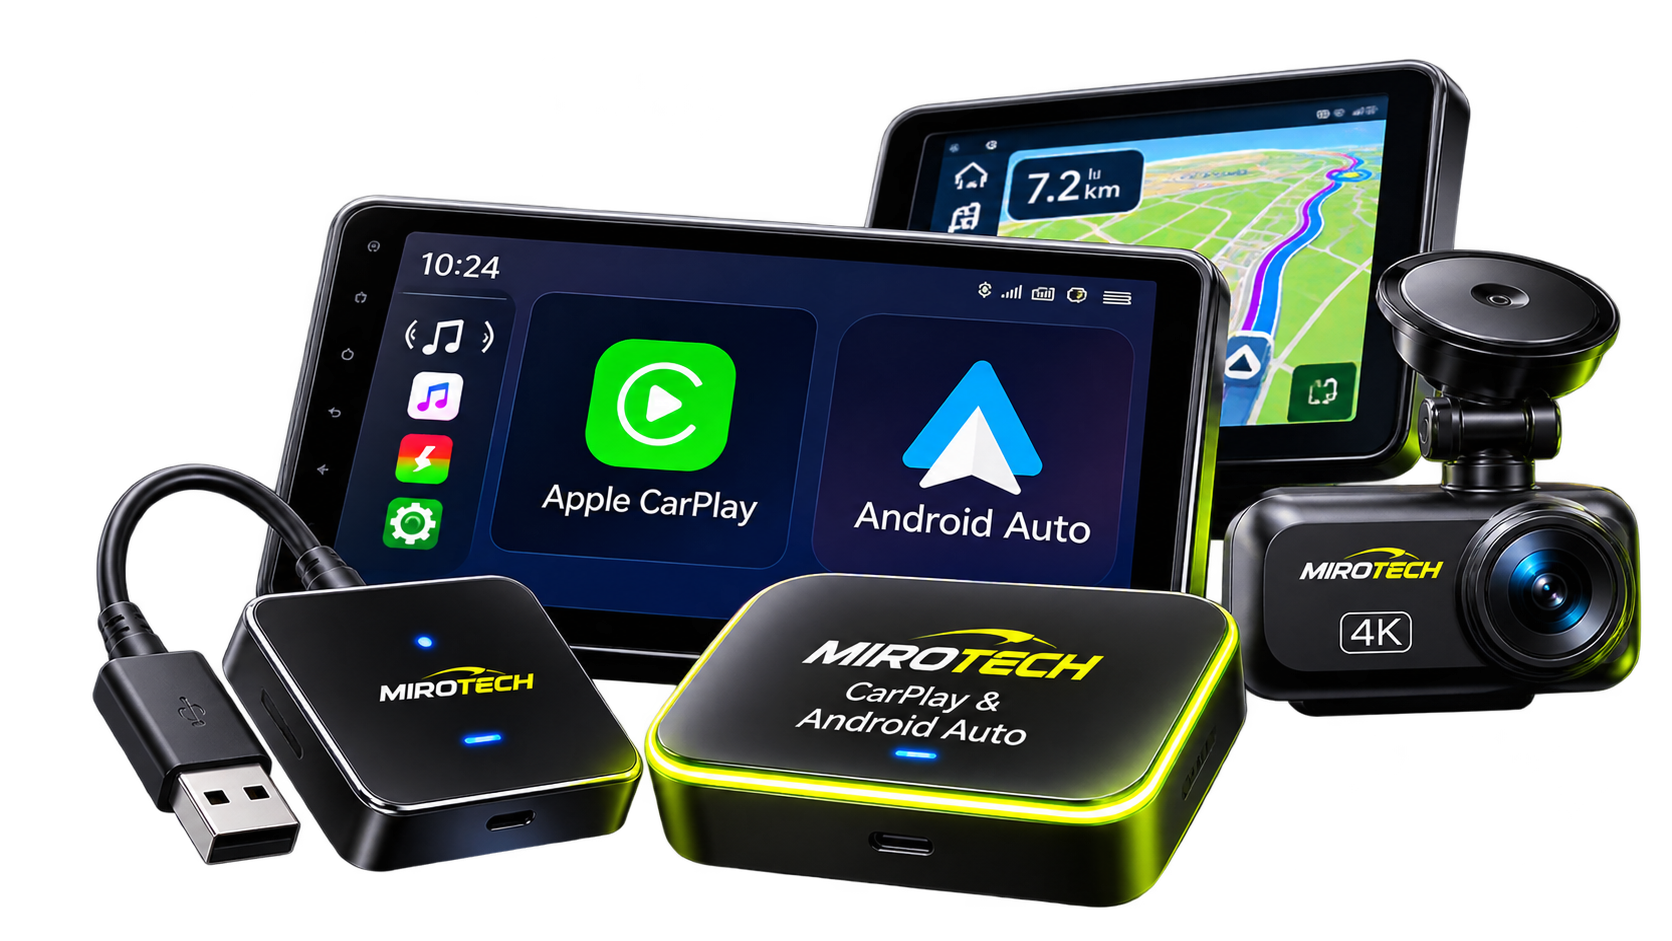 7.2 km
10:24
Apple CarPlay
Android Auto
MIROTECH
4K
MIROTECH
MIROTECH
CarPlay &
Android Auto